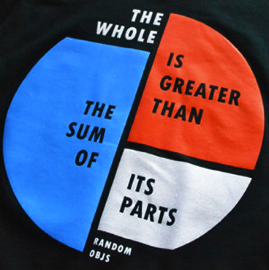 THE
WHOLE
IS
GREATER
THAN
THE
SUM
OF
ITS
PARTS
RANDOM
OBJS